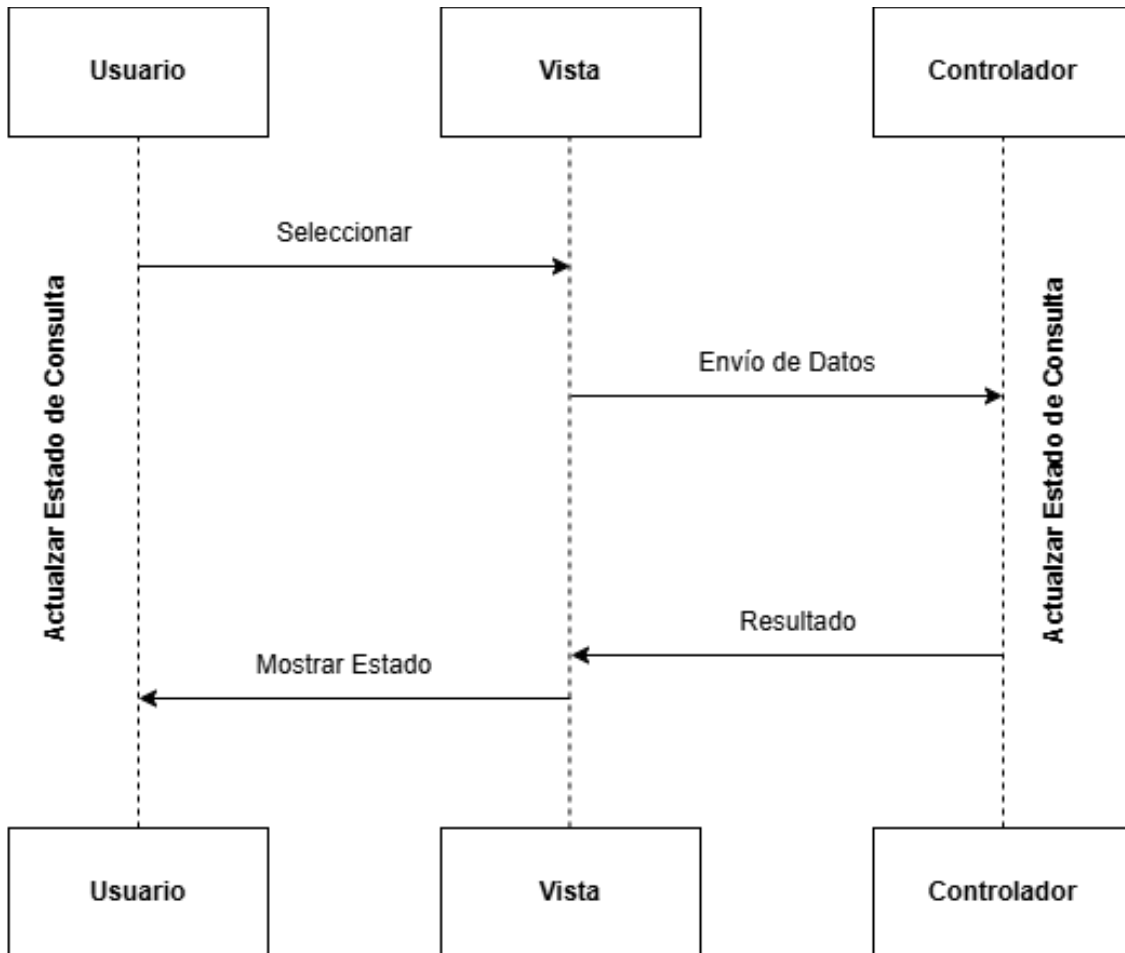 Usuario
Vista
Controlador
Seleccionar
Envío de Datos
Actualzar Estado de Consulta
Actualzar Estado de Consulta
Resultado
Mostrar Estado
Usuario
Vista
Controlador